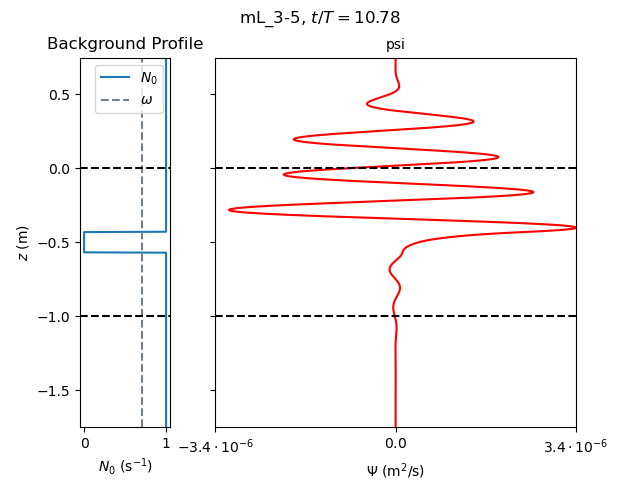 mL_3-5, t/T = 10.78
Background Profile
psi
N₀
ω
0.5
0.0
−0.5
−1.0
−1.5
z (m)
0 1
N₀ (s⁻¹)
−3.4 · 10⁻⁶ 0.0 3.4 · 10⁻⁶
Ψ (m²/s)